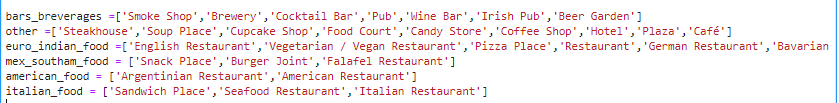 bars_breverages =['Smoke Shop','Brewery','Cocktail Bar','Pub','Wine Bar','Irish Pub','Beer Garden']
other =['Steakhouse','Soup Place','Cupcake Shop','Food Court','Candy Store','Coffee Shop','Hotel','Plaza','Café']
euro_indian_food =['English Restaurant','Vegetarian / Vegan Restaurant','Pizza Place','Restaurant','German Restaurant','Bavarian
mex_southam_food = ['Snack Place','Burger Joint','Falafel Restaurant']
american_food = ['Argentinian Restaurant','American Restaurant']
italian_food = ['Sandwich Place','Seafood Restaurant','Italian Restaurant']